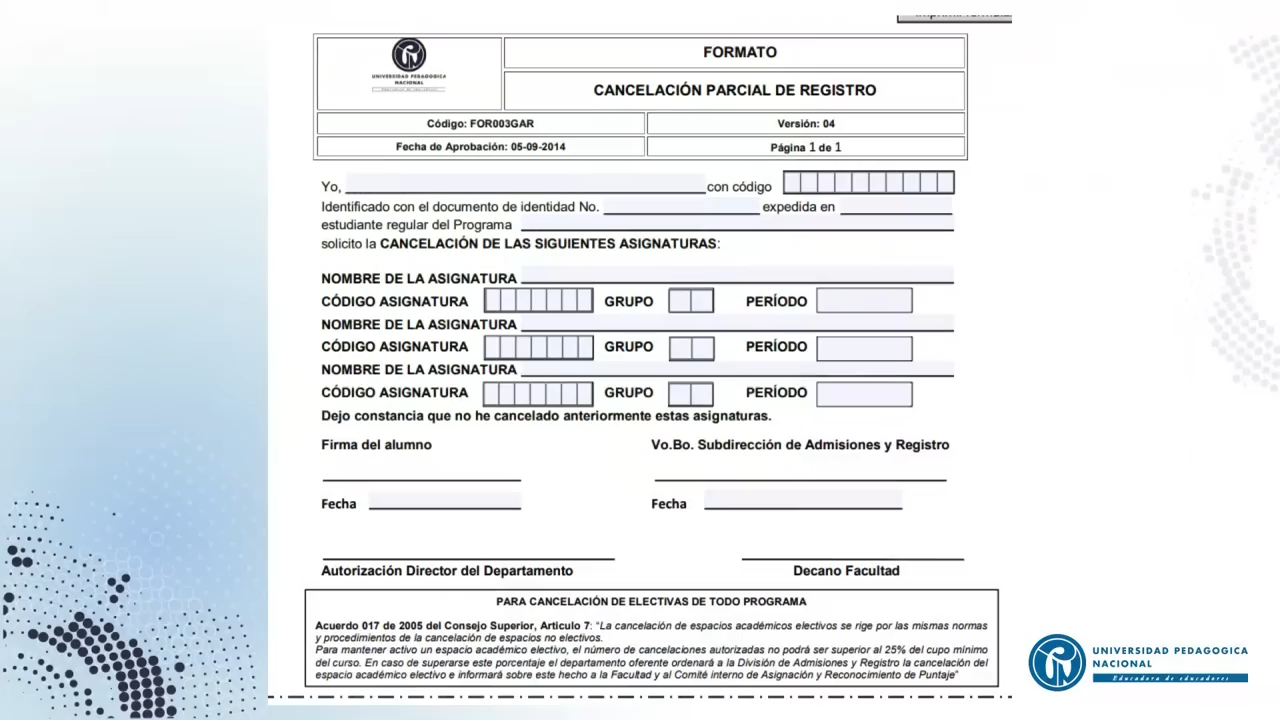 UNIVERSIDAD PEDAGOGICA
NACIONAL
FORMATO
CANCELACIÓN PARCIAL DE REGISTRO
Código: FOR003GAR
Versión: 04
Fecha de Aprobación: 05-09-2014
Página 1 de 1
Yo, con código
Identificado con el documento de identidad No. expedida en
estudiante regular del Programa
solicito la CANCELACIÓN DE LAS SIGUIENTES ASIGNATURAS:
NOMBRE DE LA ASIGNATURA
CÓDIGO ASIGNATURA GRUPO PERÍODO
NOMBRE DE LA ASIGNATURA
CÓDIGO ASIGNATURA GRUPO PERÍODO
NOMBRE DE LA ASIGNATURA
CÓDIGO ASIGNATURA GRUPO PERÍODO
Dejo constancia que no he cancelado anteriormente estas asignaturas.
Firma del alumno Vo.Bo. Subdirección de Admisiones y Registro
Fecha Fecha
Autorización Director del Departamento Decano Facultad
PARA CANCELACIÓN DE ELECTIVAS DE TODO PROGRAMA
Acuerdo 017 de 2005 del Consejo Superior, Articulo 7: “La cancelación de espacios académicos electivos se rige por las mismas normas
y procedimientos de la cancelación de espacios no electivos.
Para mantener activo un espacio académico electivo, el número de cancelaciones autorizadas no podrá ser superior al 25% del cupo mínimo
del curso. En caso de superarse este porcentaje el departamento oferente ordenará a la División de Admisiones y Registro la cancelación del
espacio académico electivo e informará sobre este hecho a la Facultad y al Comité interno de Asignación y Reconocimiento de Puntaje”
UNIVERSIDAD PEDAGOGICA
NACIONAL
Educadora de educadores